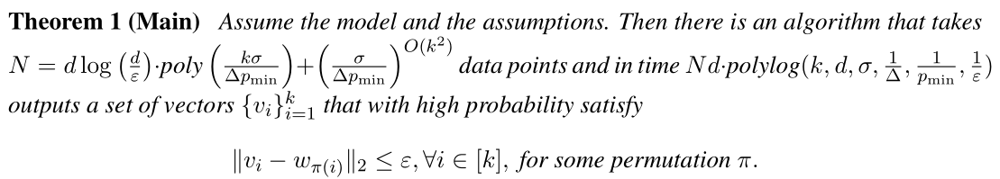 Theorem 1 (Main) Assume the model and the assumptions. Then there is an algorithm that takes
$N = d \log\left(\frac{d}{\varepsilon}\right) \cdot poly\left(\frac{k\sigma}{\Delta p_{\min}}\right) + \left(\frac{\sigma}{\Delta p_{\min}}\right)^{O(k^2)}$ data points and in time $Nd \cdot polylog(k, d, \sigma, \frac{1}{\Delta}, \frac{1}{p_{\min}}, \frac{1}{\varepsilon})$
outputs a set of vectors $\{v_i\}_{i=1}^{k}$ that with high probability satisfy
$\|v_i - w_{\pi(i)}\|_2 \leq \varepsilon, \forall i \in [k]$, for some permutation $\pi$.